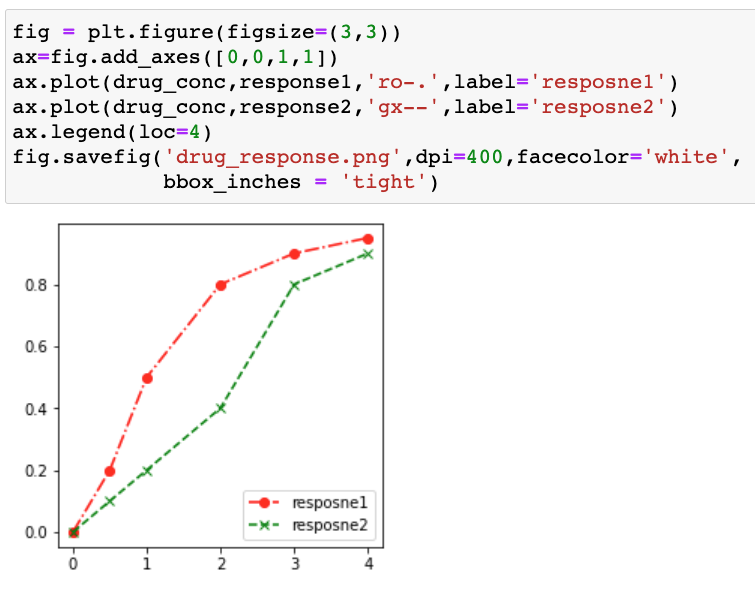 fig = plt.figure(figsize=(3,3))
ax=fig.add_axes([0,0,1,1])
ax.plot(drug_conc,response1,'ro-.',label='resposne1')
ax.plot(drug_conc,response2,'gx--',label='resposne2')
ax.legend(loc=4)
fig.savefig('drug_response.png',dpi=400,facecolor='white',
bbox_inches = 'tight')
0.8
0.6
0.4
0.2
0.0
resposne1
resposne2
0 1 2 3 4